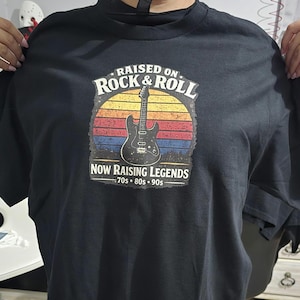 • RAISED ON •
ROCK & ROLL
NOW RAISING LEGENDS
70s • 80s • 90s